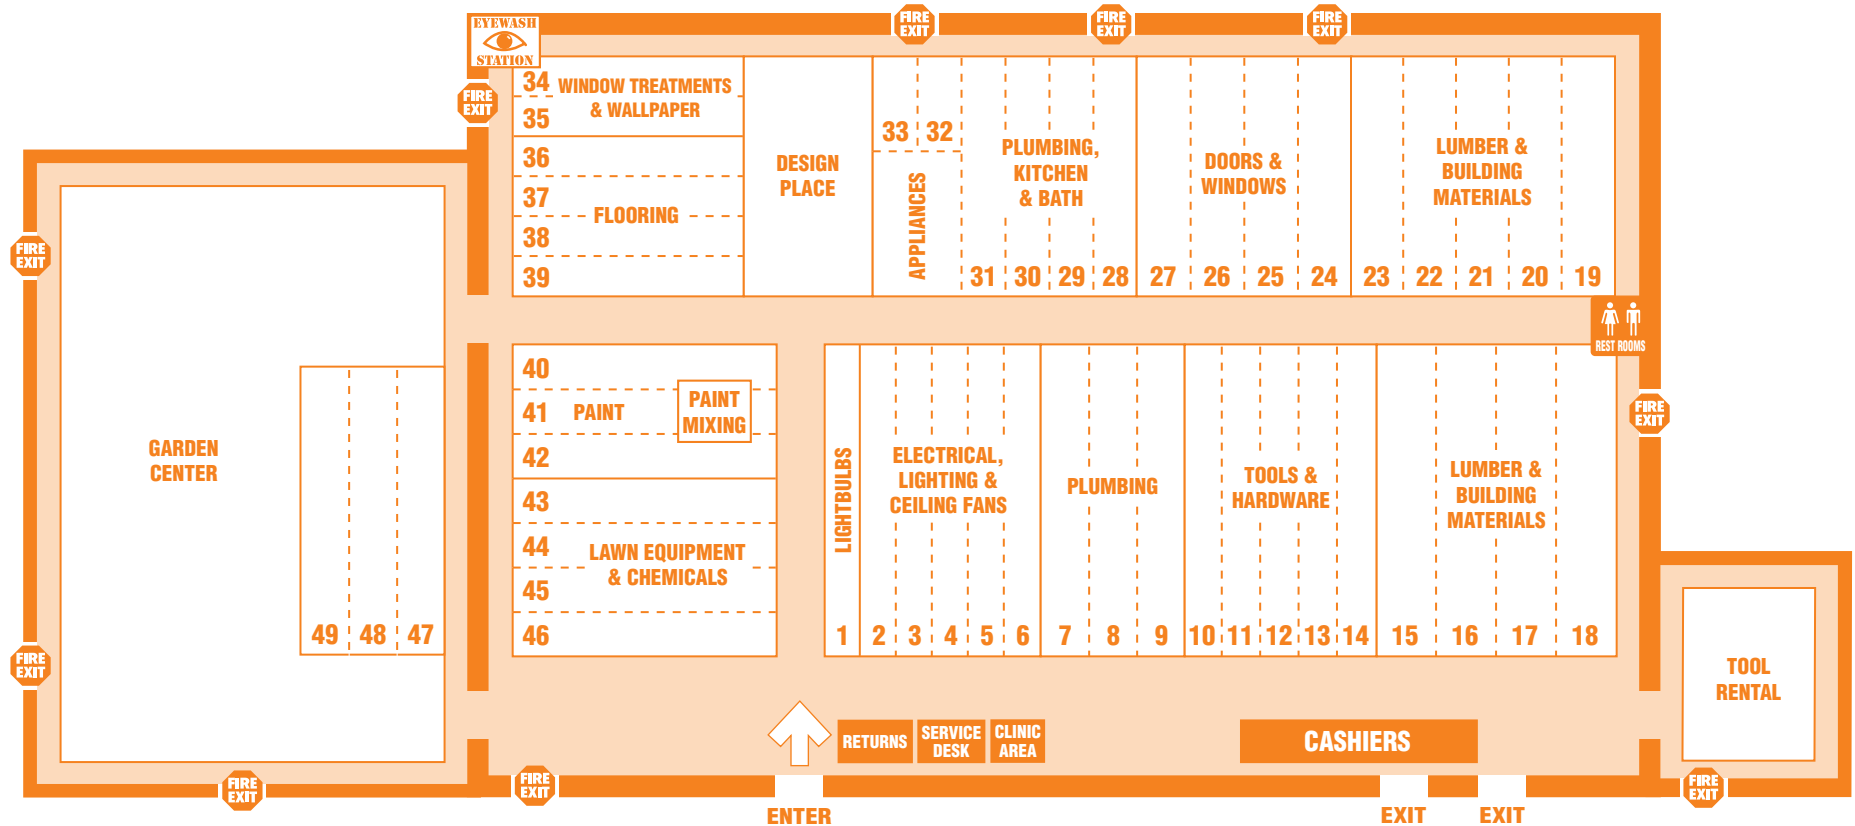 EYEWASH
STATION
FIRE
EXIT
FIRE
EXIT
FIRE
EXIT
FIRE
EXIT
34 WINDOW TREATMENTS
& WALLPAPER
35
36
37
FLOORING
38
39
DESIGN
PLACE
33 32
APPLIANCES
PLUMBING,
KITCHEN
& BATH
31 30 29 28
DOORS &
WINDOWS
27 26 25 24
LUMBER &
BUILDING
MATERIALS
23 22 21 20 19
REST ROOMS
FIRE
EXIT
FIRE
EXIT
GARDEN
CENTER
49 48 47
FIRE
EXIT
FIRE
EXIT
40
41 PAINT
PAINT
MIXING
42
43
44
LAWN EQUIPMENT
& CHEMICALS
45
46
LIGHTBULBS
1
ELECTRICAL,
LIGHTING &
CEILING FANS
2 3 4 5 6
PLUMBING
7 8 9
TOOLS &
HARDWARE
10 11 12 13 14
LUMBER &
BUILDING
MATERIALS
15 16 17 18
TOOL
RENTAL
RETURNS
SERVICE
DESK
CLINIC
AREA
CASHIERS
FIRE
EXIT
FIRE
EXIT
ENTER
EXIT
EXIT